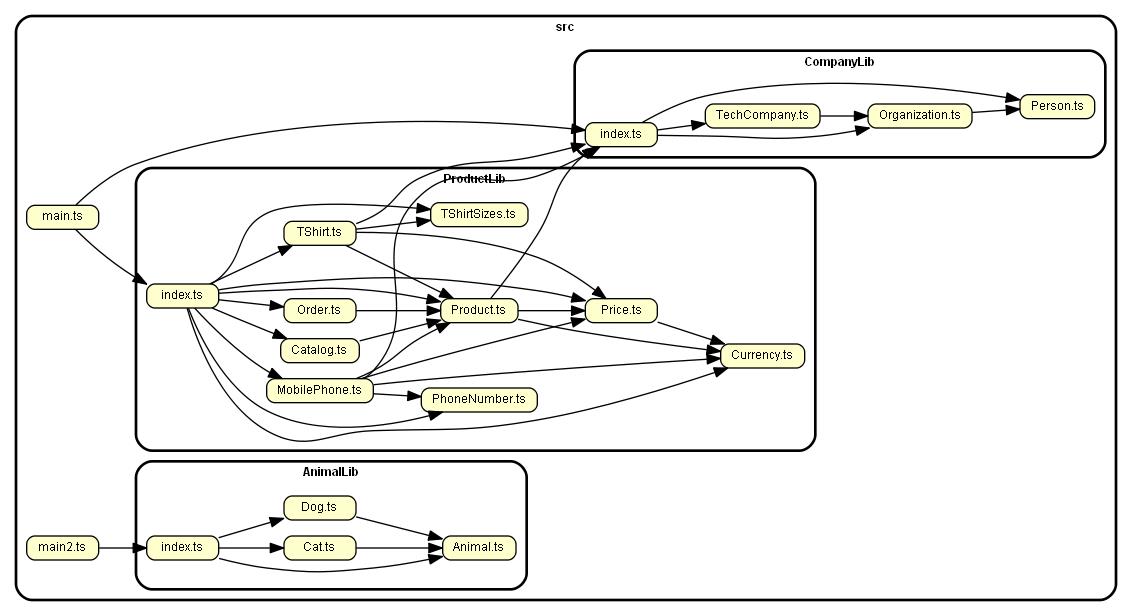 src
CompanyLib
Person.ts
TechCompany.ts
Organization.ts
index.ts
ProductLib
main.ts
TShirtSizes.ts
TShirt.ts
index.ts
Order.ts
Product.ts
Price.ts
Catalog.ts
Currency.ts
MobilePhone.ts
PhoneNumber.ts
AnimalLib
Dog.ts
main2.ts
index.ts
Cat.ts
Animal.ts